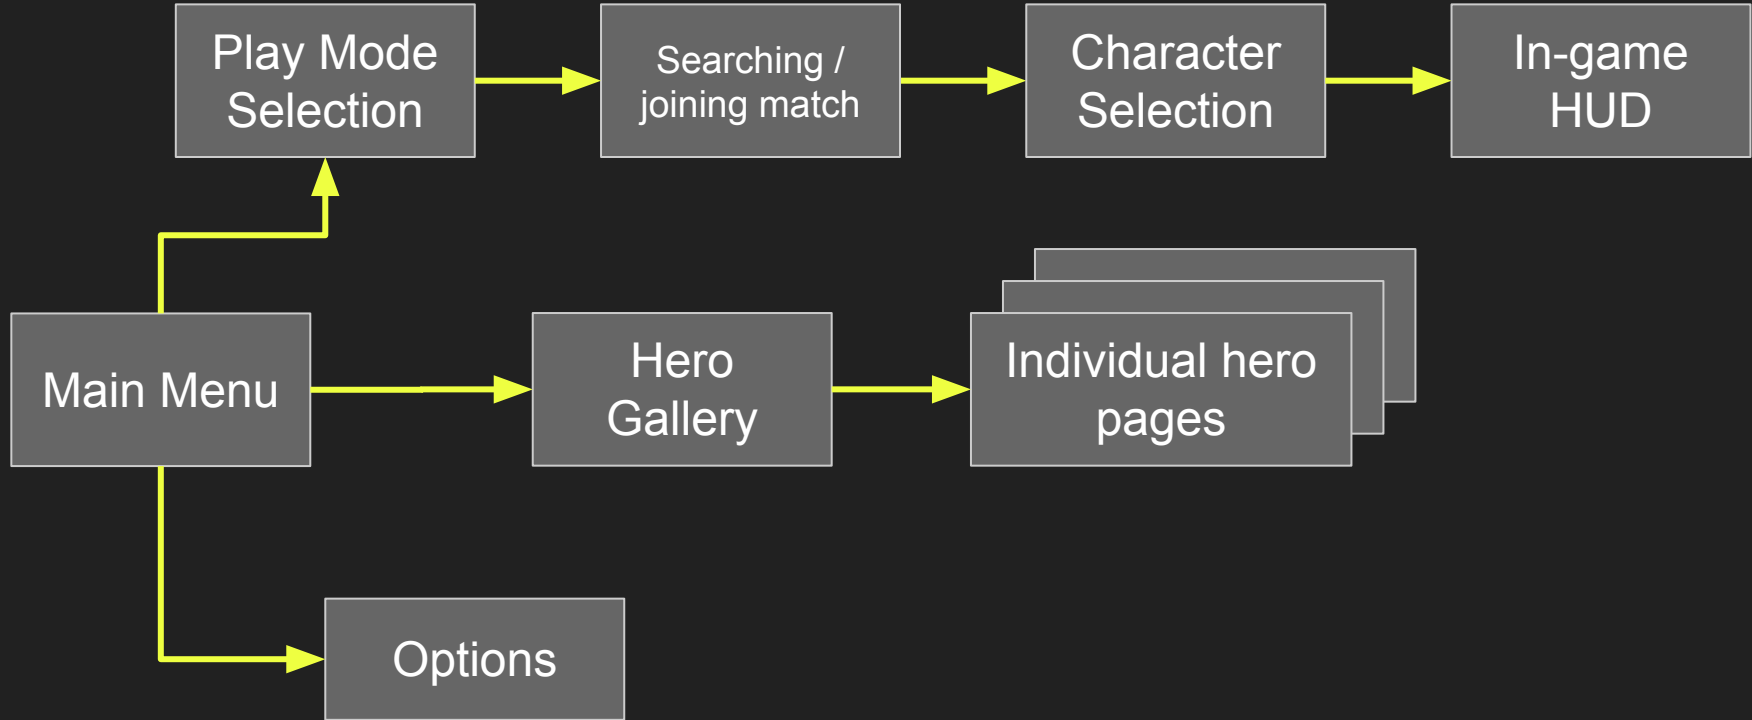 Play Mode
Selection
Searching /
joining match
Character
Selection
In-game
HUD
Main Menu
Hero
Gallery
Individual hero
pages
Options